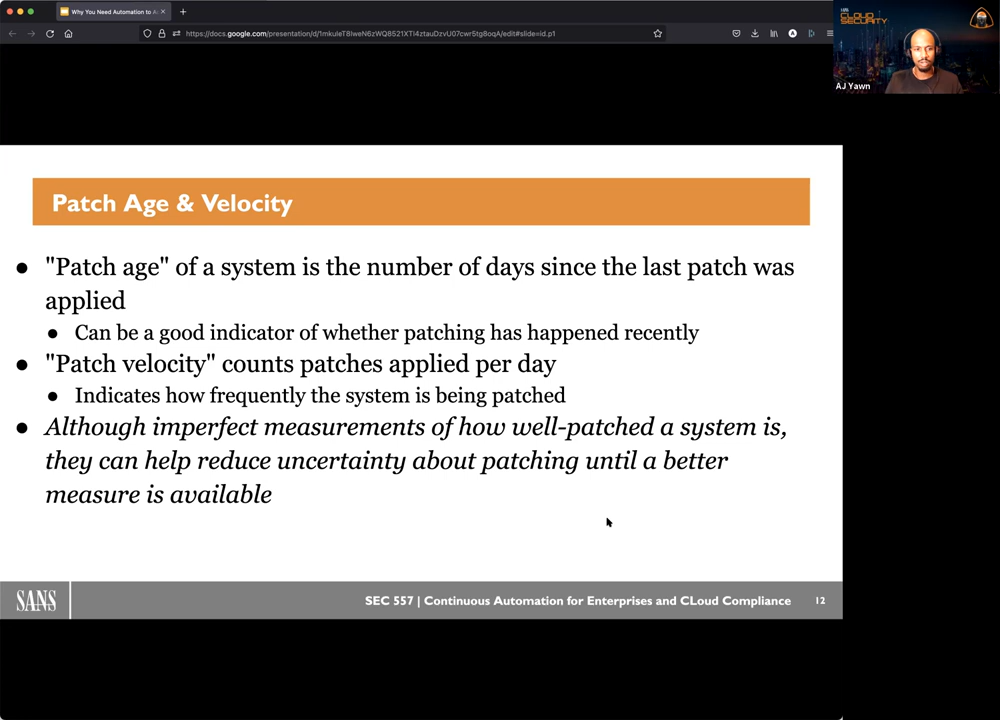 Why You Need Automation to Au
https://docs.google.com/presentation/d/1mkuIeT8IweN6zWQ8521XTI4ztauDzvU07cwr5tg8oqA/edit#slide=id.p1
CLOUD
SECURITY
AJ Yawn
Patch Age & Velocity
● "Patch age" of a system is the number of days since the last patch was
applied
● Can be a good indicator of whether patching has happened recently
● "Patch velocity" counts patches applied per day
● Indicates how frequently the system is being patched
● Although imperfect measurements of how well-patched a system is,
they can help reduce uncertainty about patching until a better
measure is available
SANS
SEC 557 | Continuous Automation for Enterprises and CLoud Compliance 12